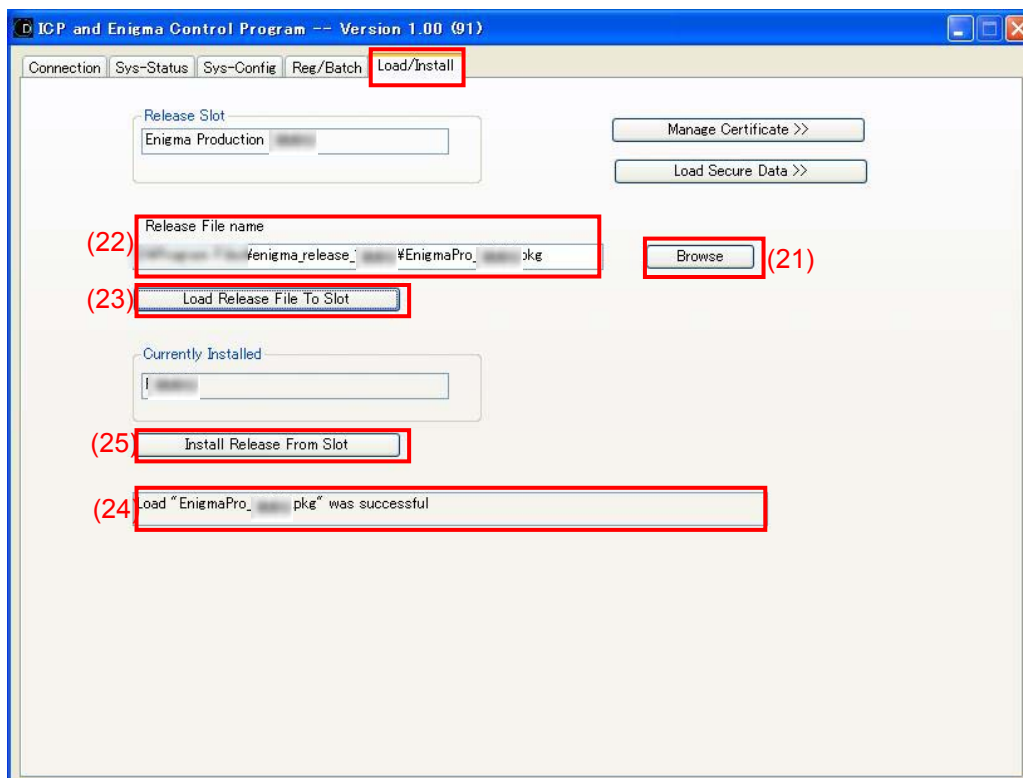 ICP and Enigma Control Program -- Version 1.00 (91)
Connection Sys-Status Sys-Config Reg/Batch Load/Install
Release Slot
Enigma Production
Manage Certificate >>
Load Secure Data >>
Release File name
(22)
¥enigma_release_ ¥EnigmaPro_ pkg
Browse
(21)
(23)
Load Release File To Slot
Currently Installed
(25)
Install Release From Slot
(24)
Load "EnigmaPro_ pkg" was successful